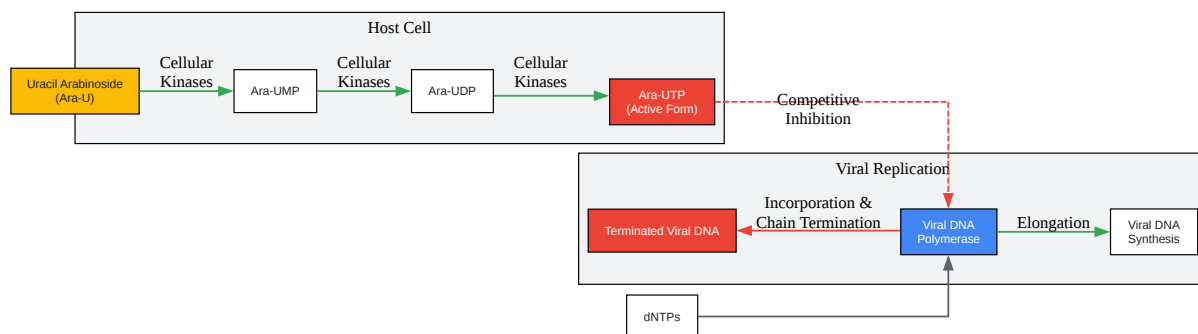 Host Cell
Uracil Arabinoside
(Ara-U)
Cellular
Kinases
Ara-UMP
Cellular
Kinases
Ara-UDP
Cellular
Kinases
Ara-UTP
(Active Form)
Competitive
Inhibition
Viral Replication
Terminated Viral DNA
Incorporation &
Chain Termination
Viral DNA
Polymerase
Elongation
Viral DNA
Synthesis
dNTPs